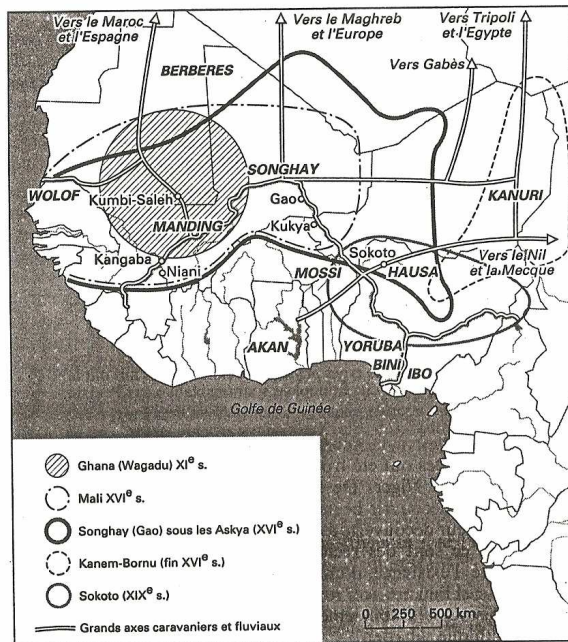 Vers le Maroc
et l'Espagne
Vers le Maghreb
et l'Europe
Vers Tripoli
et l'Egypte
Vers Gabès
BERBERES
SONGHAY
WOLOF
Kumbi-Saleh
Gao
KANURI
MANDING
Kukya
Kangaba
Sokoto
Vers le Nil
et la Mecque
Niani
MOSSI
HAUSA
AKAN
YORUBA
BINI
IBO
Golfe de Guinée
Ghana (Wagadu) XIe s.
Mali XVIe s.
Songhay (Gao) sous les Askya (XVIe s.)
Kanem-Bornu (fin XVIe s.)
Sokoto (XIXe s.)
Grands axes caravaniers et fluviaux
0 250 500 km